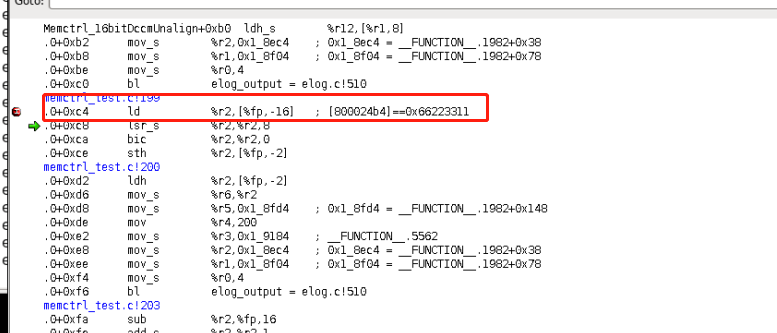 Goto:
Memctrl_16bitDccmUnalign+0xb0 ldh_s %r12,[%r1,8]
.0+0xb2 mov_s %r2,0x1_8ec4 ; 0x1_8ec4 = __FUNCTION__.1982+0x38
.0+0xb8 mov_s %r1,0x1_8f04 ; 0x1_8f04 = __FUNCTION__.1982+0x78
.0+0xbe mov_s %r0,4
.0+0xc0 bl elog_output = elog.c!510
memctrl_test.c!199
.0+0xc4 ld %r2,[%fp,-16] ; [800024b4]==0x66223311
.0+0xc8 lsr_s %r2,%r2,8
.0+0xca bic %r2,%r2,0
.0+0xce sth %r2,[%fp,-2]
memctrl_test.c!200
.0+0xd2 ldh %r2,[%fp,-2]
.0+0xd6 mov_s %r6,%r2
.0+0xd8 mov_s %r5,0x1_8fd4 ; 0x1_8fd4 = __FUNCTION__.1982+0x148
.0+0xde mov %r4,200
.0+0xe2 mov_s %r3,0x1_9184 ; __FUNCTION__.5562
.0+0xe8 mov_s %r2,0x1_8ec4 ; 0x1_8ec4 = __FUNCTION__.1982+0x38
.0+0xee mov_s %r1,0x1_8f04 ; 0x1_8f04 = __FUNCTION__.1982+0x78
.0+0xf4 mov_s %r0,4
.0+0xf6 bl elog_output = elog.c!510
memctrl_test.c!203
.0+0xfa sub %r2,%fp,16